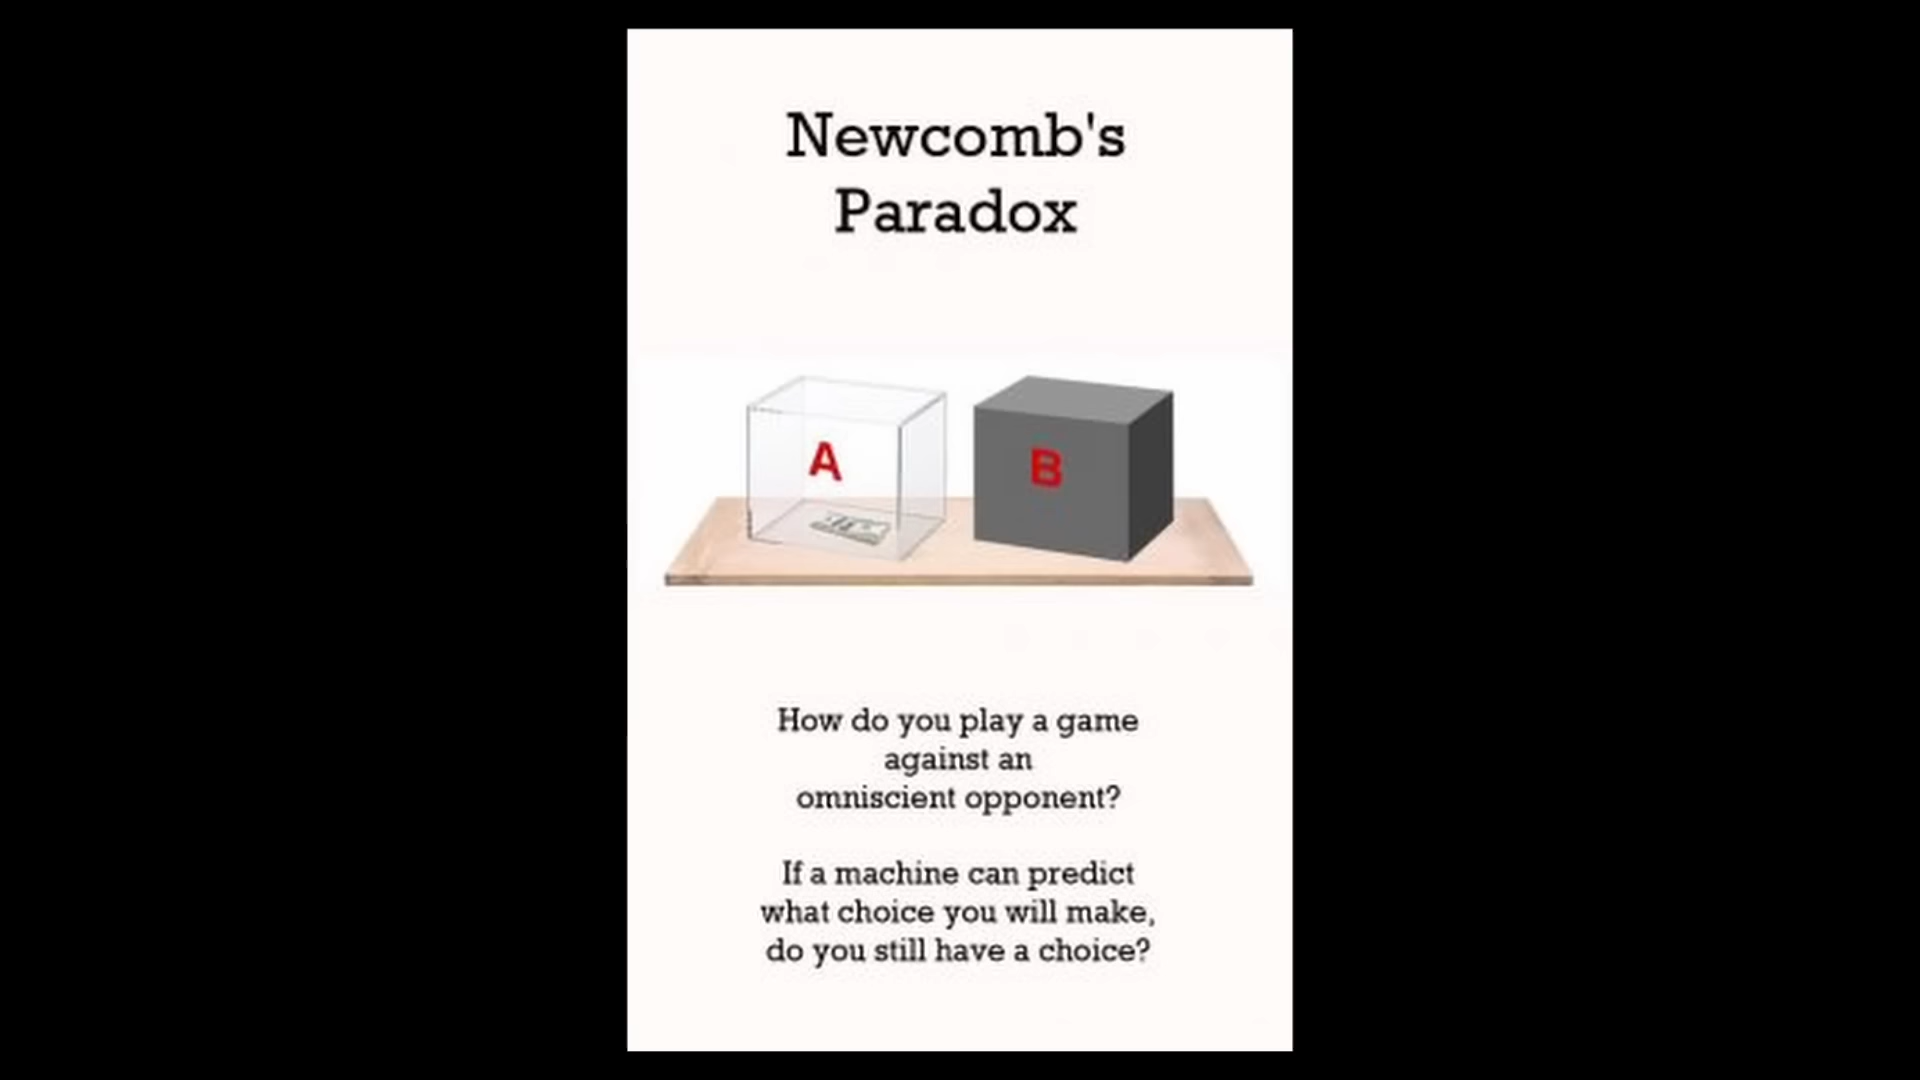 Newcomb's
Paradox
A
B
How do you play a game
against an
omniscient opponent?
If a machine can predict
what choice you will make,
do you still have a choice?